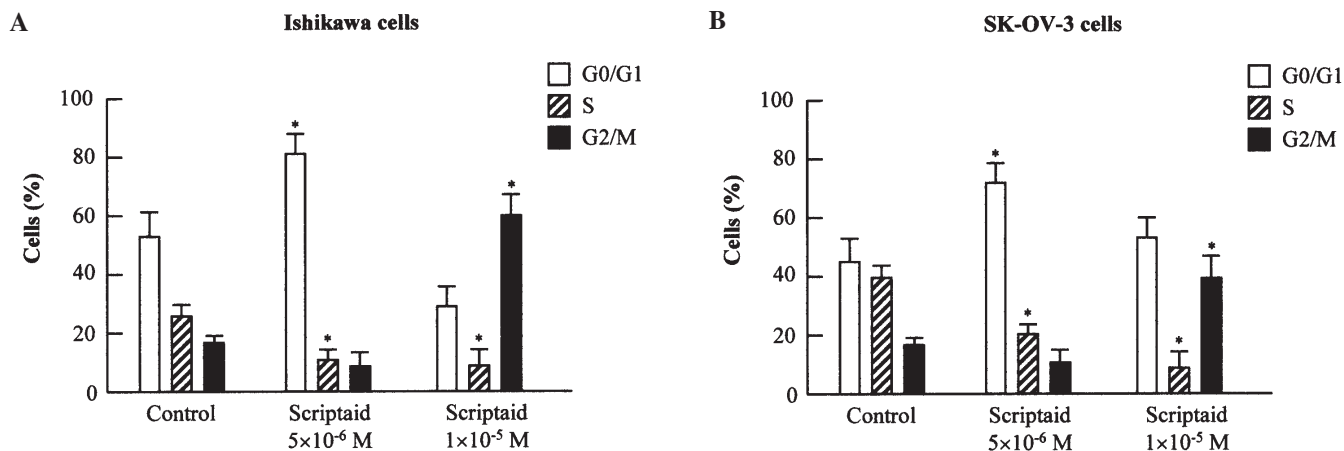 A
Ishikawa cells
G0/G1
S
G2/M
Cells (%)
100
80
60
40
20
0
*
*
*
*
Control
Scriptaid
5×10⁻⁶ M
Scriptaid
1×10⁻⁵ M
B
SK-OV-3 cells
G0/G1
S
G2/M
Cells (%)
100
80
60
40
20
0
*
*
*
*
Control
Scriptaid
5×10⁻⁶ M
Scriptaid
1×10⁻⁵ M